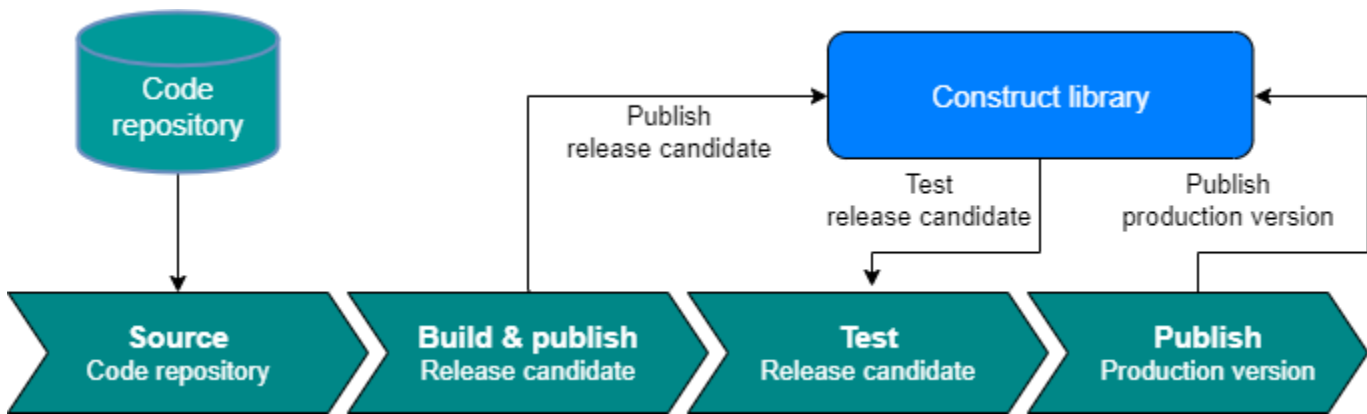 Code
repository
Construct library
Publish
release candidate
Test
release candidate
Publish
production version
Source
Code repository
Build & publish
Release candidate
Test
Release candidate
Publish
Production version